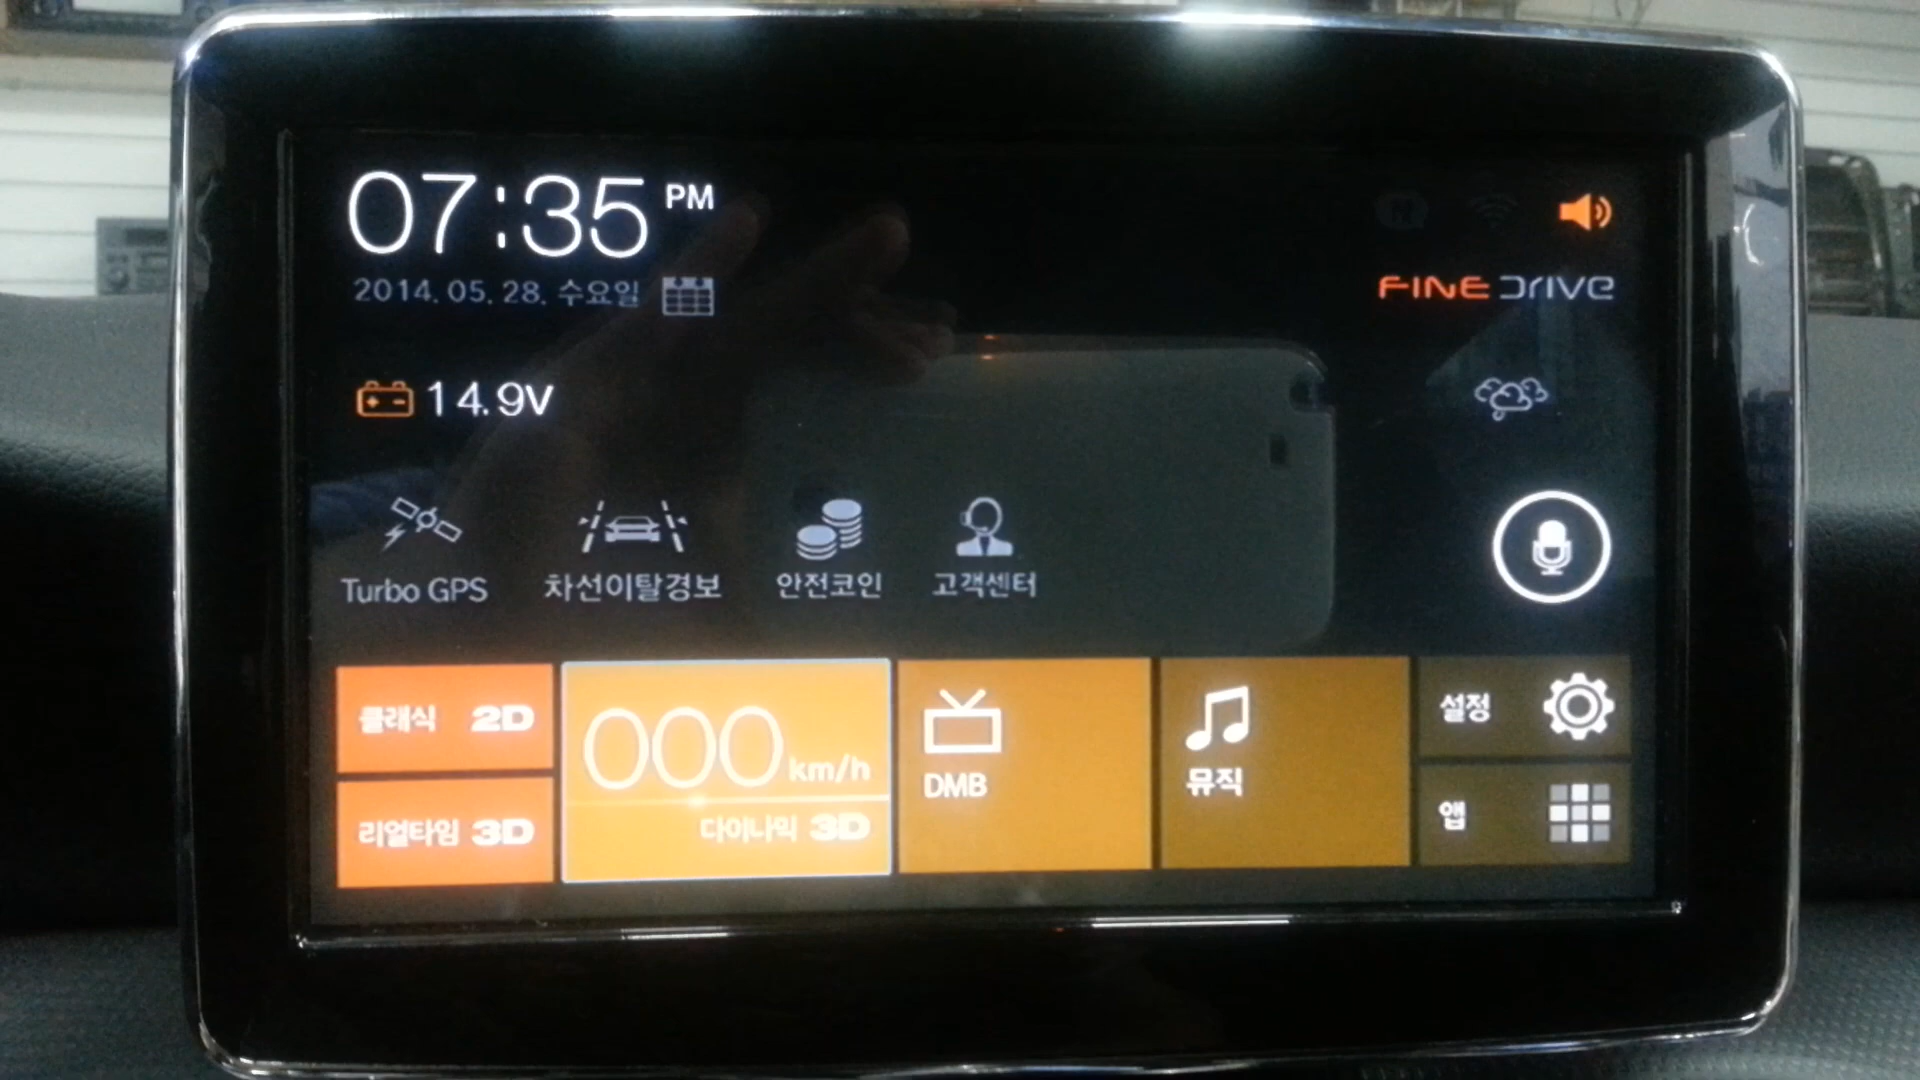 07:35 PM
2014. 05. 28. 수요일
FINE Drive
14.9V
Turbo GPS
차선이탈경보
안전코인
고객센터
클래식 2D
리얼타임 3D
000 km/h
다이나믹 3D
DMB
뮤직
설정
앱